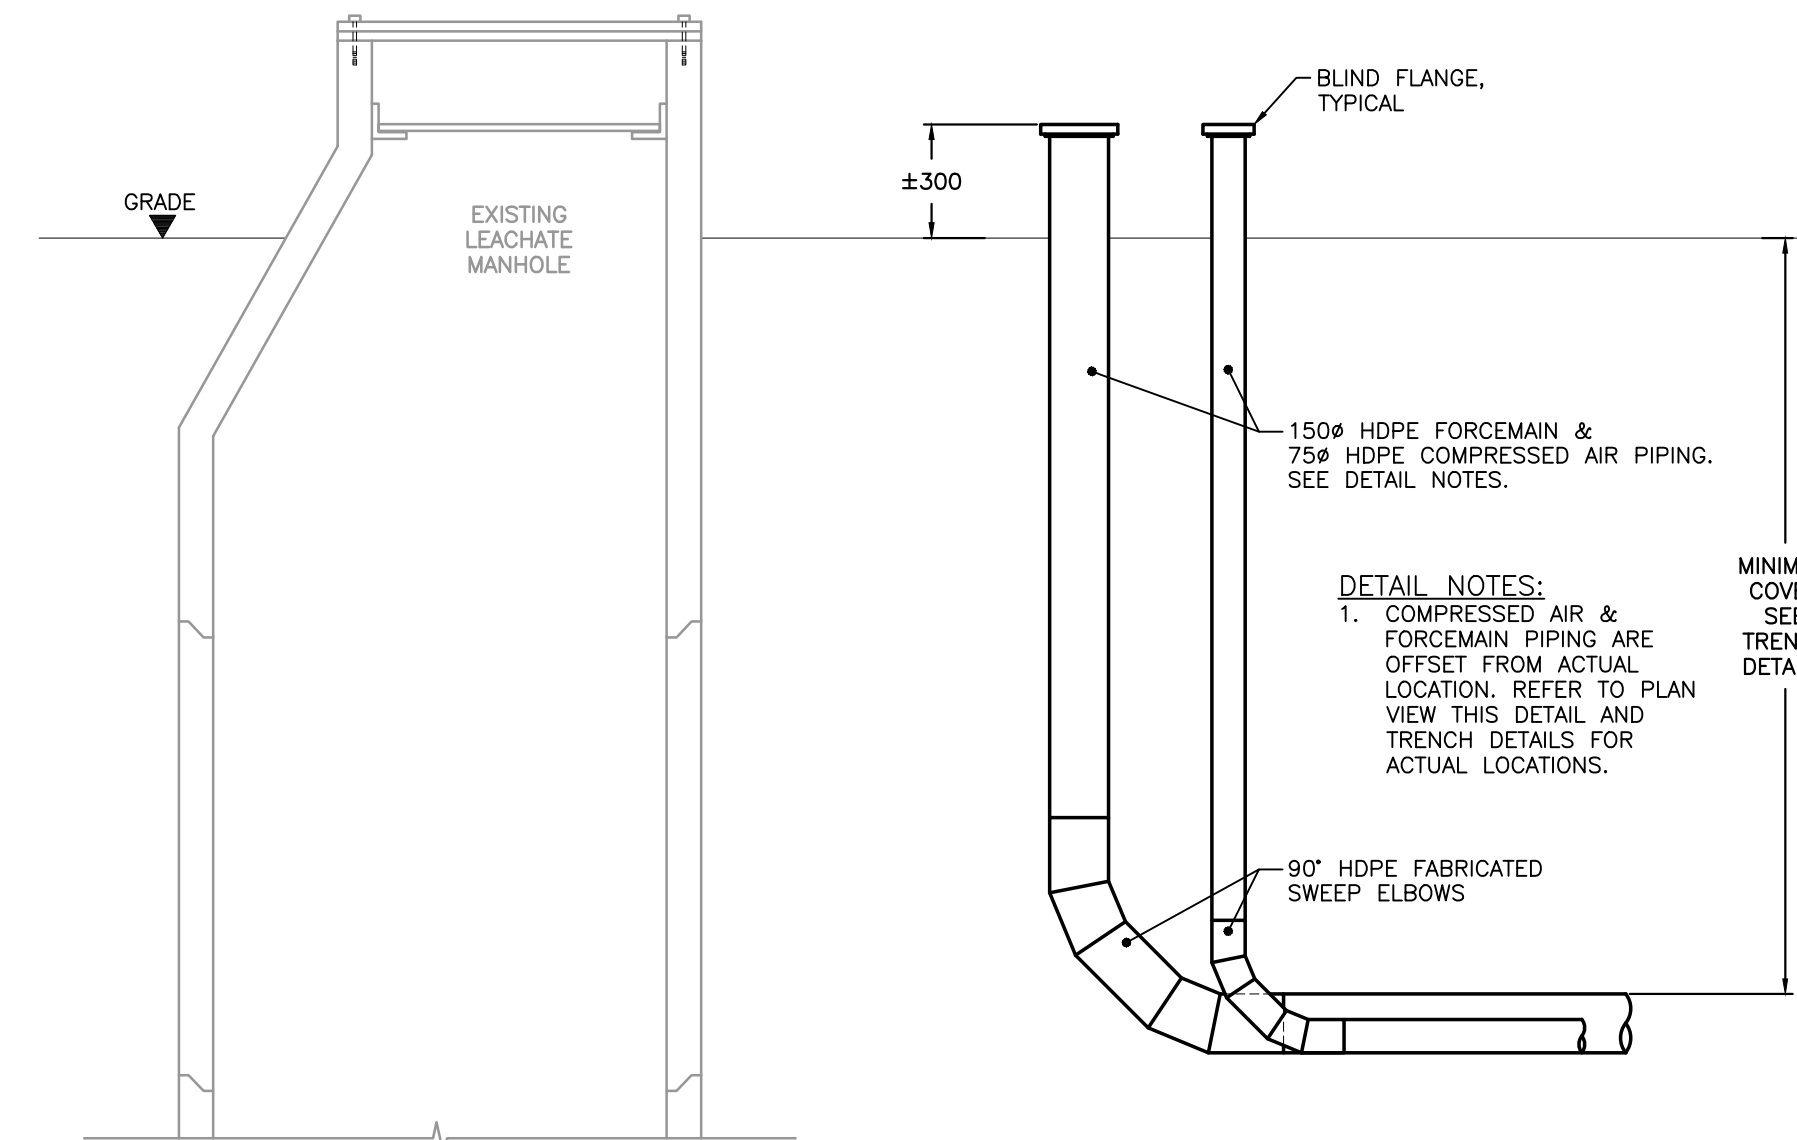 BLIND FLANGE,
TYPICAL
±300
GRADE
EXISTING
LEACHATE
MANHOLE
150ø HDPE FORCEMAIN &
75ø HDPE COMPRESSED AIR PIPING.
SEE DETAIL NOTES.
DETAIL NOTES:
1. COMPRESSED AIR &
FORCEMAIN PIPING ARE
OFFSET FROM ACTUAL
LOCATION. REFER TO PLAN
VIEW THIS DETAIL AND
TRENCH DETAILS FOR
ACTUAL LOCATIONS.
90° HDPE FABRICATED
SWEEP ELBOWS